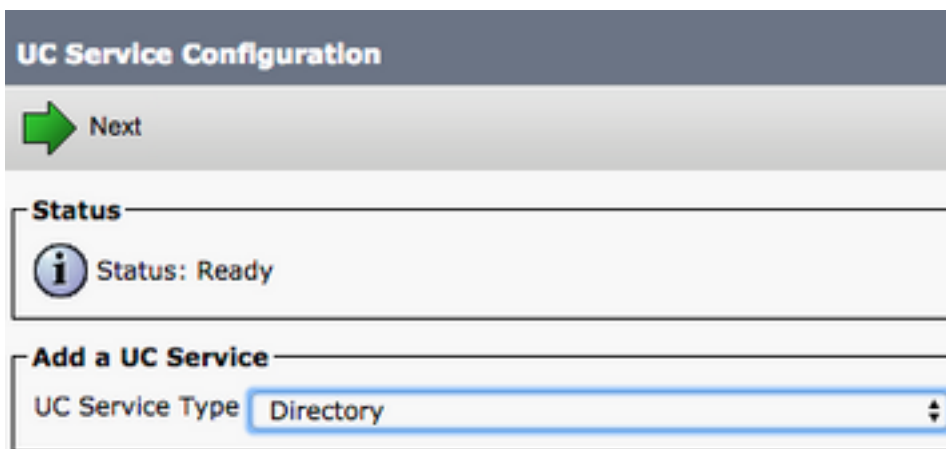 UC Service Configuration
Next
Status
Status: Ready
Add a UC Service
UC Service Type Directory